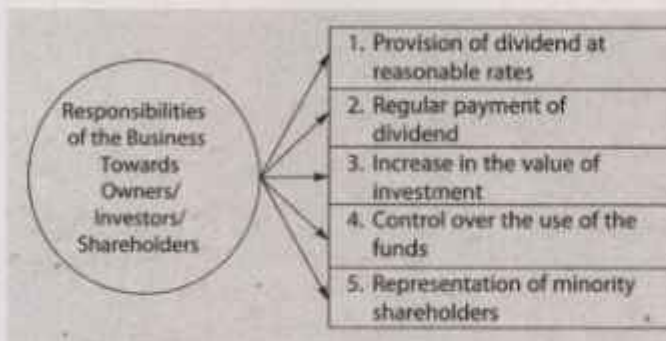 Responsibilities
of the Business
Towards
Owners/
Investors/
Shareholders
1. Provision of dividend at
reasonable rates
2. Regular payment of
dividend
3. Increase in the value of
investment
4. Control over the use of the
funds
5. Representation of minority
shareholders